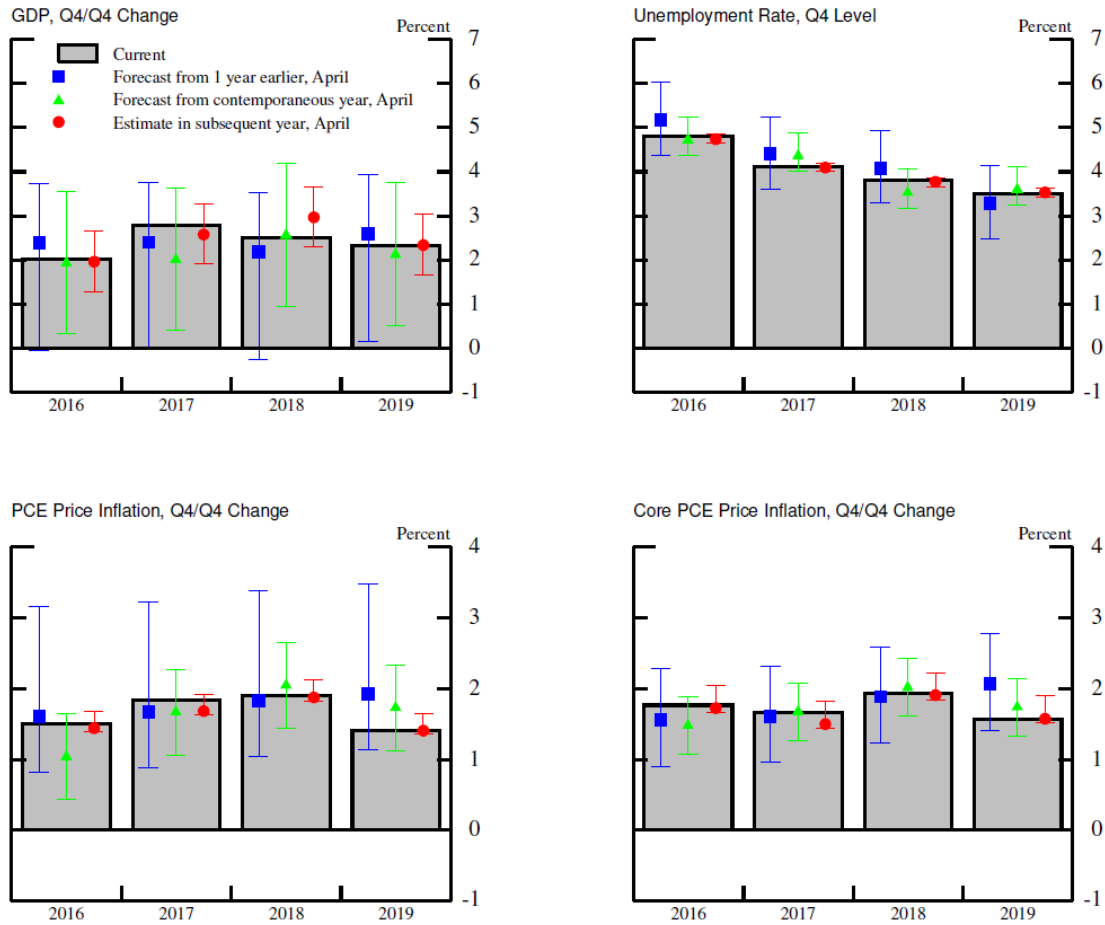 GDP, Q4/Q4 Change
Percent
Current
Forecast from 1 year earlier, April
Forecast from contemporaneous year, April
Estimate in subsequent year, April
7
6
5
4
3
2
1
0
-1
2016 2017 2018 2019
Unemployment Rate, Q4 Level
Percent
7
6
5
4
3
2
1
0
-1
2016 2017 2018 2019
PCE Price Inflation, Q4/Q4 Change
Percent
4
3
2
1
0
-1
2016 2017 2018 2019
Core PCE Price Inflation, Q4/Q4 Change
Percent
4
3
2
1
0
-1
2016 2017 2018 2019